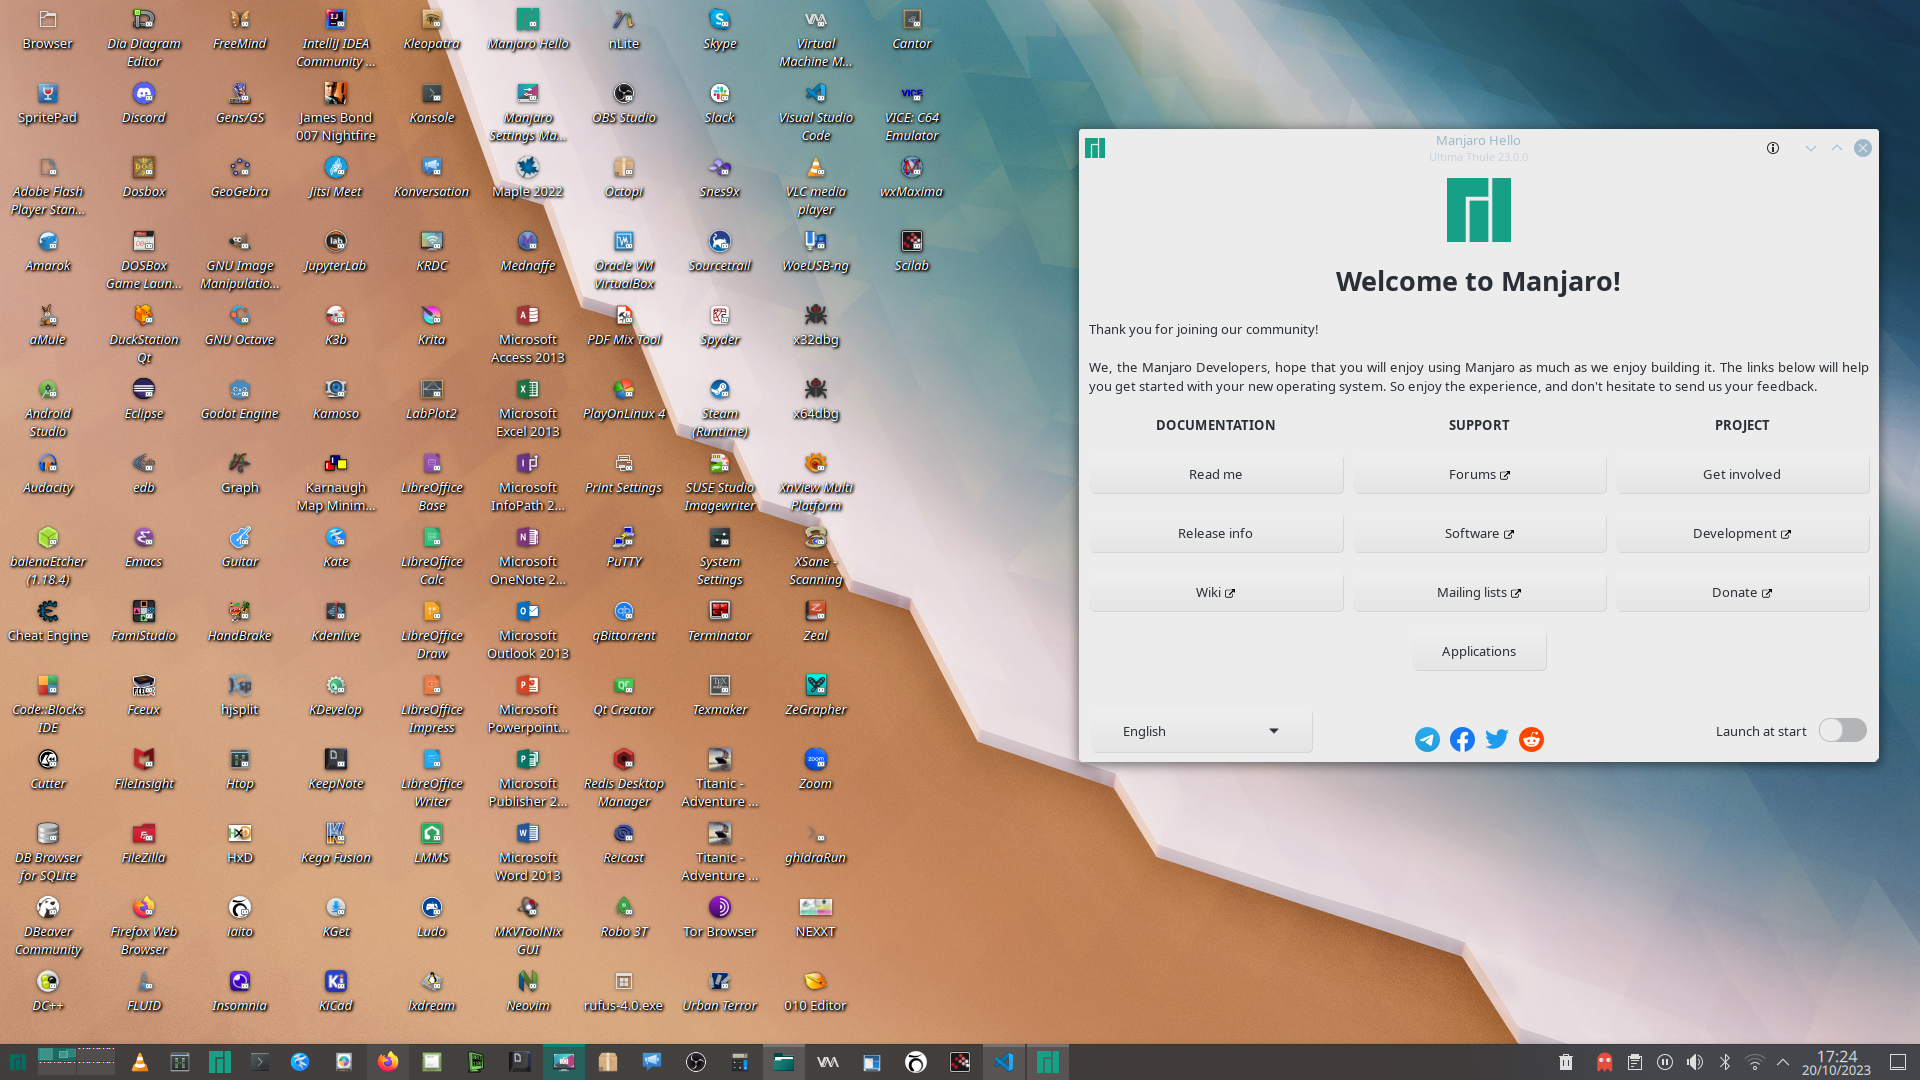 Browser
Dia Diagram
Editor
FreeMind
IntelliJ IDEA
Community ...
Kleopatra
Manjaro Hello
nLite
Skype
Virtual
Machine M...
Cantor
SpritePad
Discord
Gens/GS
James Bond
007 Nightfire
Konsole
Manjaro
Settings Ma...
OBS Studio
Slack
Visual Studio
Code
VICE: C64
Emulator
Adobe Flash
Player Stan...
Dosbox
GeoGebra
Jitsi Meet
Konversation
Maple 2022
Octopi
Snes9x
VLC media
player
wxMaxima
Amarok
DOSBox
Game Laun...
GNU Image
Manipulatio...
JupyterLab
KRDC
Mednaffe
Oracle VM
VirtualBox
Sourcetrail
WoeUSB-ng
Scilab
aMule
DuckStation
Qt
GNU Octave
K3b
Krita
Microsoft
Access 2013
PDF Mix Tool
Spyder
x32dbg
Android
Studio
Eclipse
Godot Engine
Kamoso
LabPlot2
Microsoft
Excel 2013
PlayOnLinux 4
Steam
(Runtime)
x64dbg
Audacity
edb
Graph
Karnaugh
Map Minim...
LibreOffice
Base
Microsoft
InfoPath 2...
Print Settings
SUSE Studio
Imagewriter
XnView Multi
Platform
balenaEtcher
(1.18.4)
Emacs
Guitar
Kate
LibreOffice
Calc
Microsoft
OneNote 2...
PuTTY
System
Settings
XSane -
Scanning
Cheat Engine
FamiStudio
HandBrake
Kdenlive
LibreOffice
Draw
Microsoft
Outlook 2013
qBittorrent
Terminator
Zeal
Code::Blocks
IDE
Fceux
hjsplit
KDevelop
LibreOffice
Impress
Microsoft
Powerpoint...
Qt Creator
Texmaker
ZeGrapher
Cutter
FileInsight
Htop
KeepNote
LibreOffice
Writer
Microsoft
Publisher 2...
Redis Desktop
Manager
Titanic -
Adventure ...
Zoom
DB Browser
for SQLite
FileZilla
HxD
Kega Fusion
LMMS
Microsoft
Word 2013
Reicast
Titanic -
Adventure ...
ghidraRun
DBeaver
Community
Firefox Web
Browser
iaito
KGet
Ludo
MKVToolNix
GUI
Robo 3T
Tor Browser
NEXXT
DC++
FLUID
Insomnia
KiCad
lxdream
Neovim
rufus-4.0.exe
Urban Terror
010 Editor
Manjaro Hello
Ultima Thule 23.0.0
Welcome to Manjaro!
Thank you for joining our community!
We, the Manjaro Developers, hope that you will enjoy using Manjaro as much as we enjoy building it. The links below will help
you get started with your new operating system. So enjoy the experience, and don't hesitate to send us your feedback.
DOCUMENTATION
SUPPORT
PROJECT
Read me
Forums
Get involved
Release info
Software
Development
Wiki
Mailing lists
Donate
Applications
English
Launch at start
17:24
20/10/2023